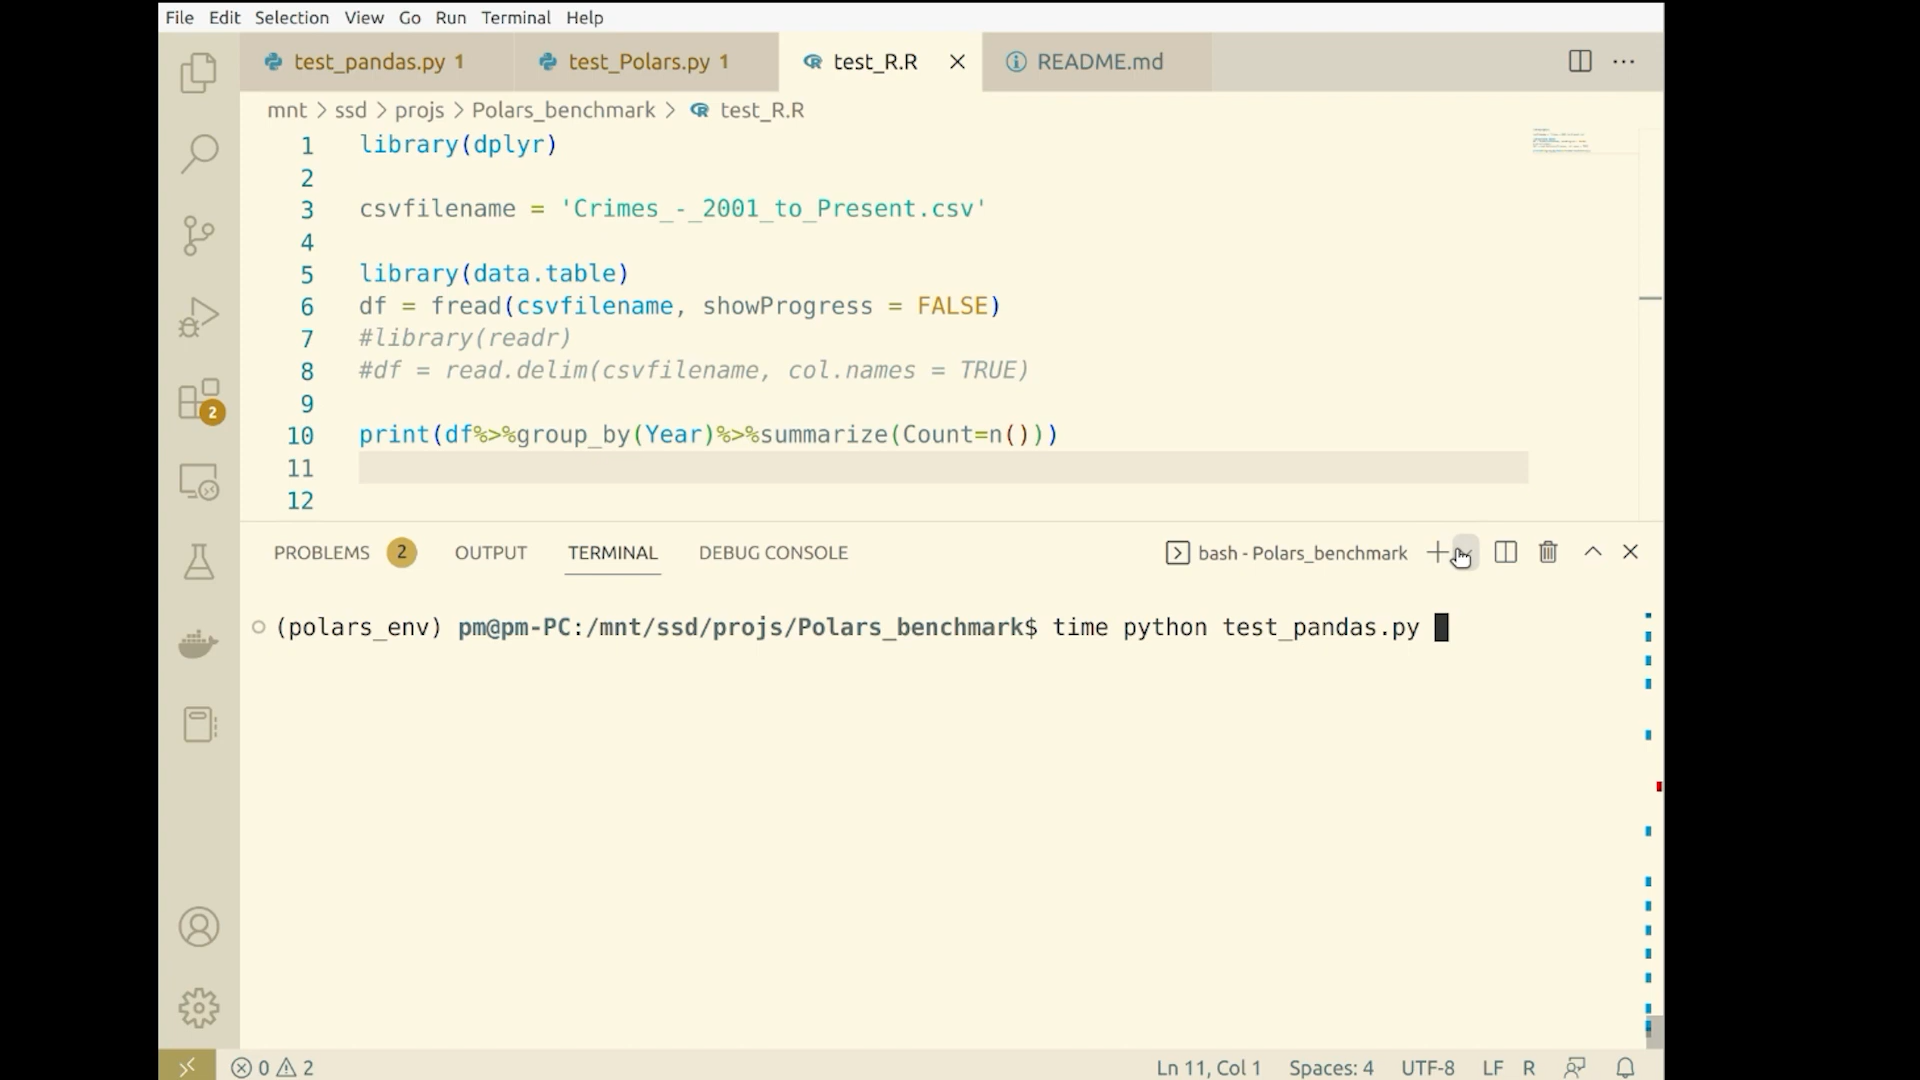 File Edit Selection View Go Run Terminal Help
test_pandas.py 1 test_Polars.py 1 test_R.R README.md
mnt > ssd > projs > Polars_benchmark > test_R.R
1 library(dplyr)
2
3 csvfilename = 'Crimes_-_2001_to_Present.csv'
4
5 library(data.table)
6 df = fread(csvfilename, showProgress = FALSE)
7 #library(readr)
8 #df = read.delim(csvfilename, col.names = TRUE)
9
10 print(df%>%group_by(Year)%>%summarize(Count=n()))
11
12
2
PROBLEMS 2 OUTPUT TERMINAL DEBUG CONSOLE bash - Polars_benchmark
(polars_env) pm@pm-PC:/mnt/ssd/projs/Polars_benchmark$ time python test_pandas.py
0 2 Ln 11, Col 1 Spaces: 4 UTF-8 LF R